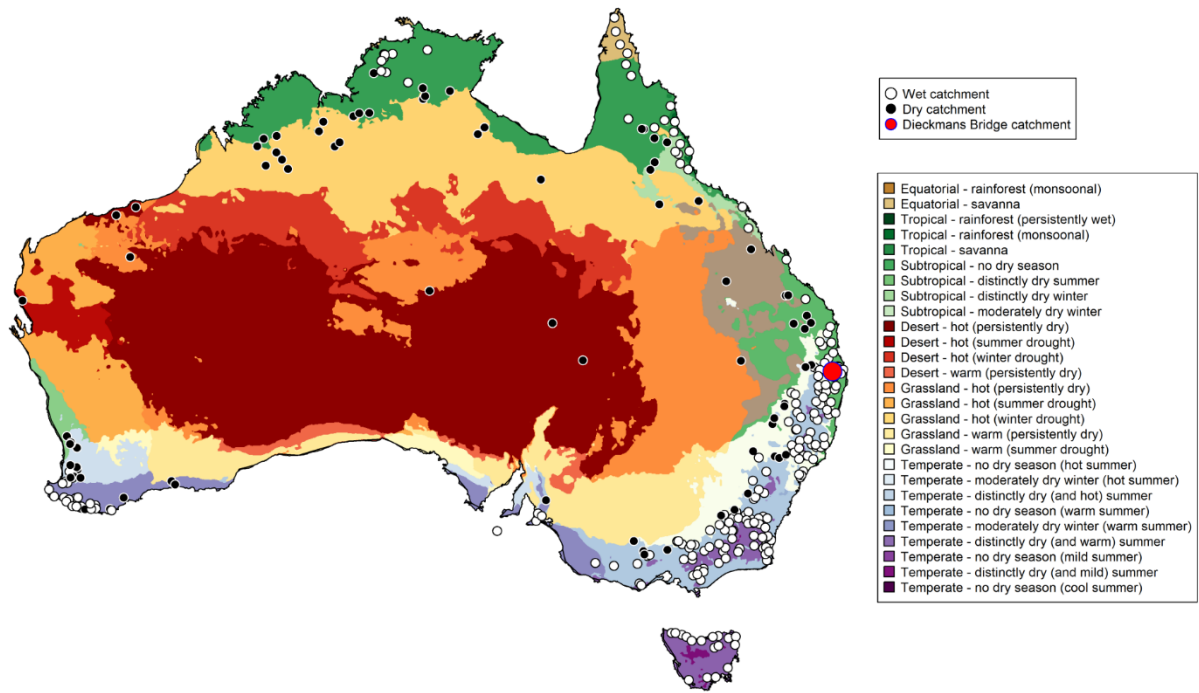 Wet catchment
Dry catchment
Dieckmans Bridge catchment
Equatorial - rainforest (monsoonal)
Equatorial - savanna
Tropical - rainforest (persistently wet)
Tropical - rainforest (monsoonal)
Tropical - savanna
Subtropical - no dry season
Subtropical - distinctly dry summer
Subtropical - distinctly dry winter
Subtropical - moderately dry winter
Desert - hot (persistently dry)
Desert - hot (summer drought)
Desert - hot (winter drought)
Desert - warm (persistently dry)
Grassland - hot (persistently dry)
Grassland - hot (summer drought)
Grassland - hot (winter drought)
Grassland - warm (persistently dry)
Grassland - warm (summer drought)
Temperate - no dry season (hot summer)
Temperate - moderately dry winter (hot summer)
Temperate - distinctly dry (and hot) summer
Temperate - no dry season (warm summer)
Temperate - moderately dry winter (warm summer)
Temperate - distinctly dry (and warm) summer
Temperate - no dry season (mild summer)
Temperate - distinctly dry (and mild) summer
Temperate - no dry season (cool summer)